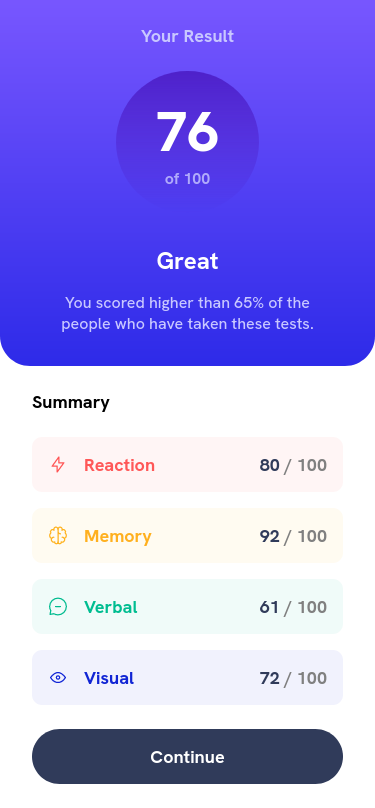 Your Result
76
of 100
Great
You scored higher than 65% of the
people who have taken these tests.
Summary
Reaction 80 / 100
Memory 92 / 100
Verbal 61 / 100
Visual 72 / 100
Continue